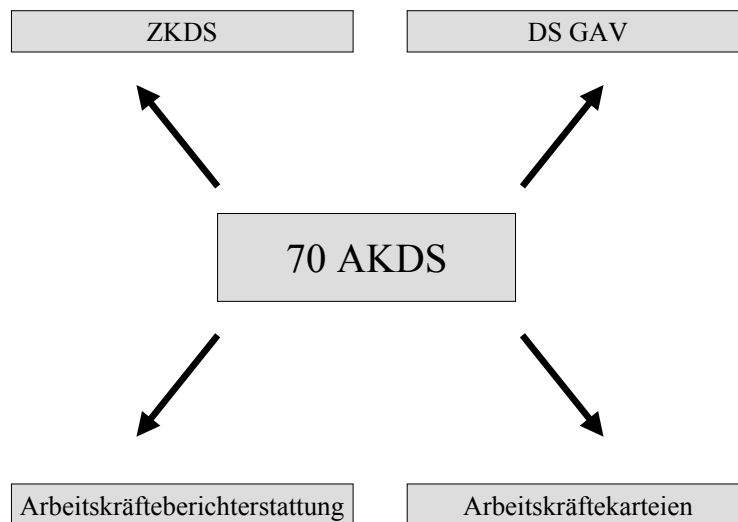 ZKDS
DS GAV
70 AKDS
Arbeitskräfteberichterstattung
Arbeitskräftekarteien